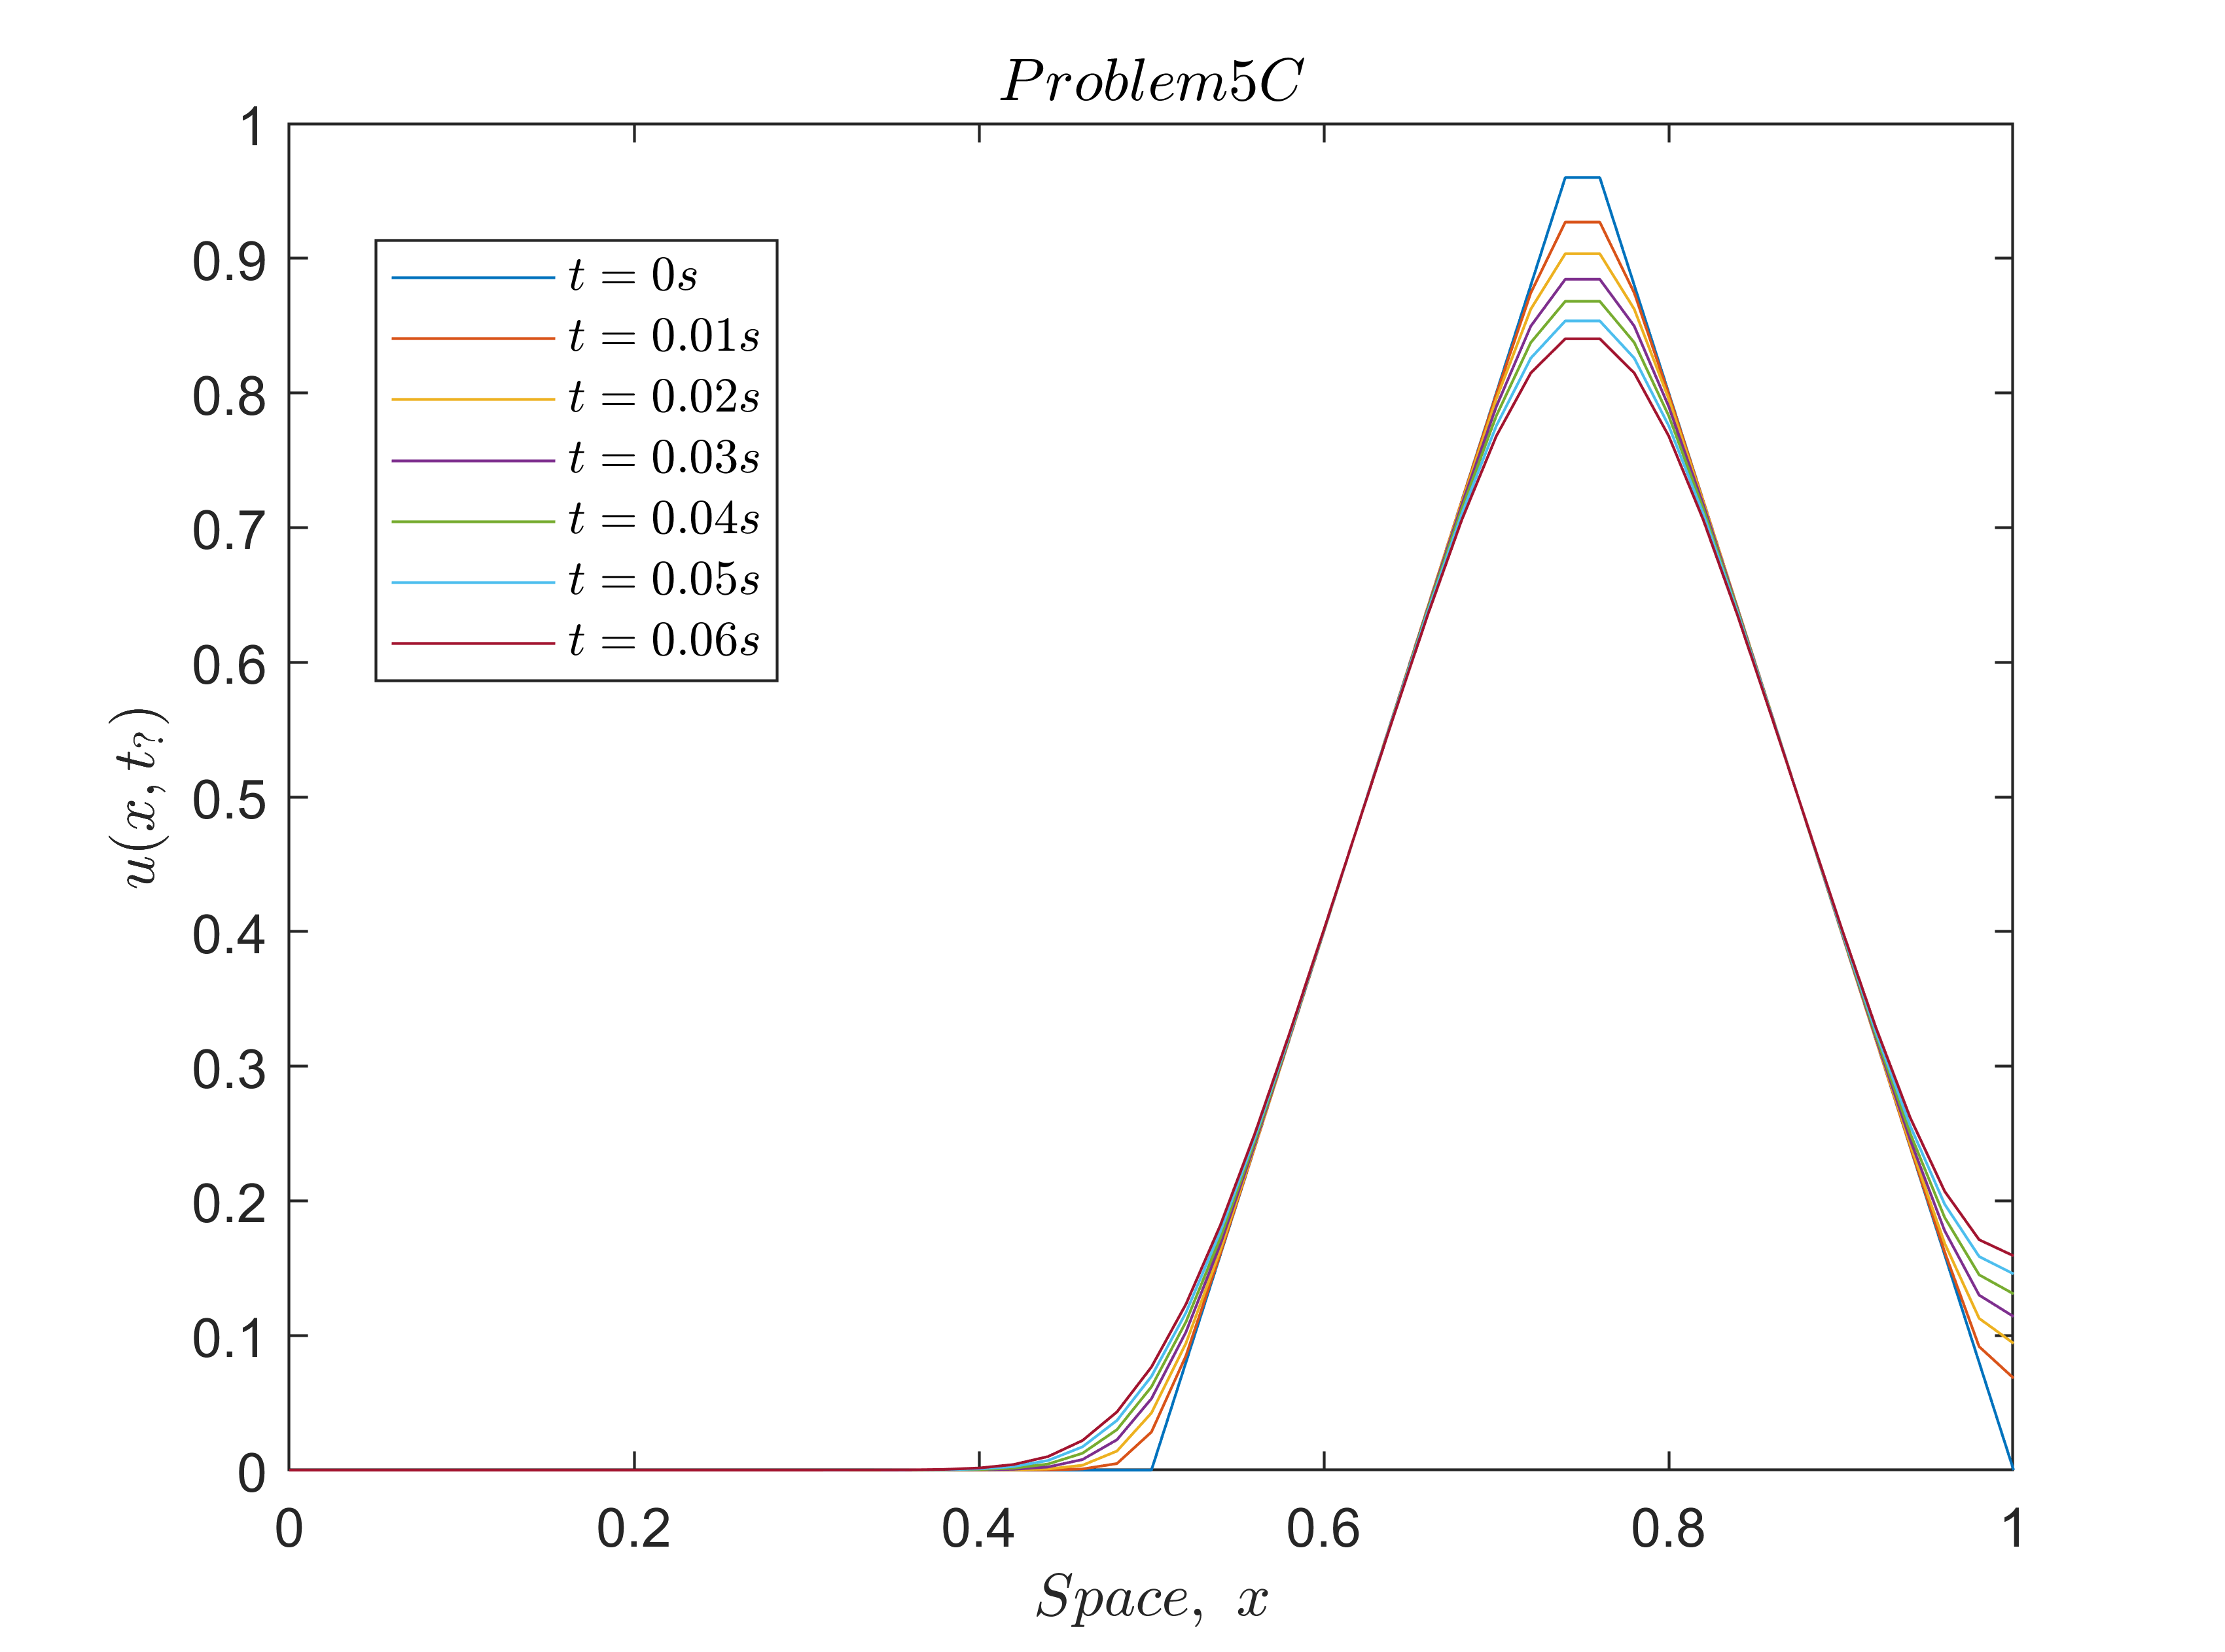 Problem5C
1
0.9
0.8
0.7
0.6
0.5
0.4
0.3
0.2
0.1
0
u(x, t?)
t = 0s
t = 0.01s
t = 0.02s
t = 0.03s
t = 0.04s
t = 0.05s
t = 0.06s
0 0.2 0.4 0.6 0.8 1
Space, x